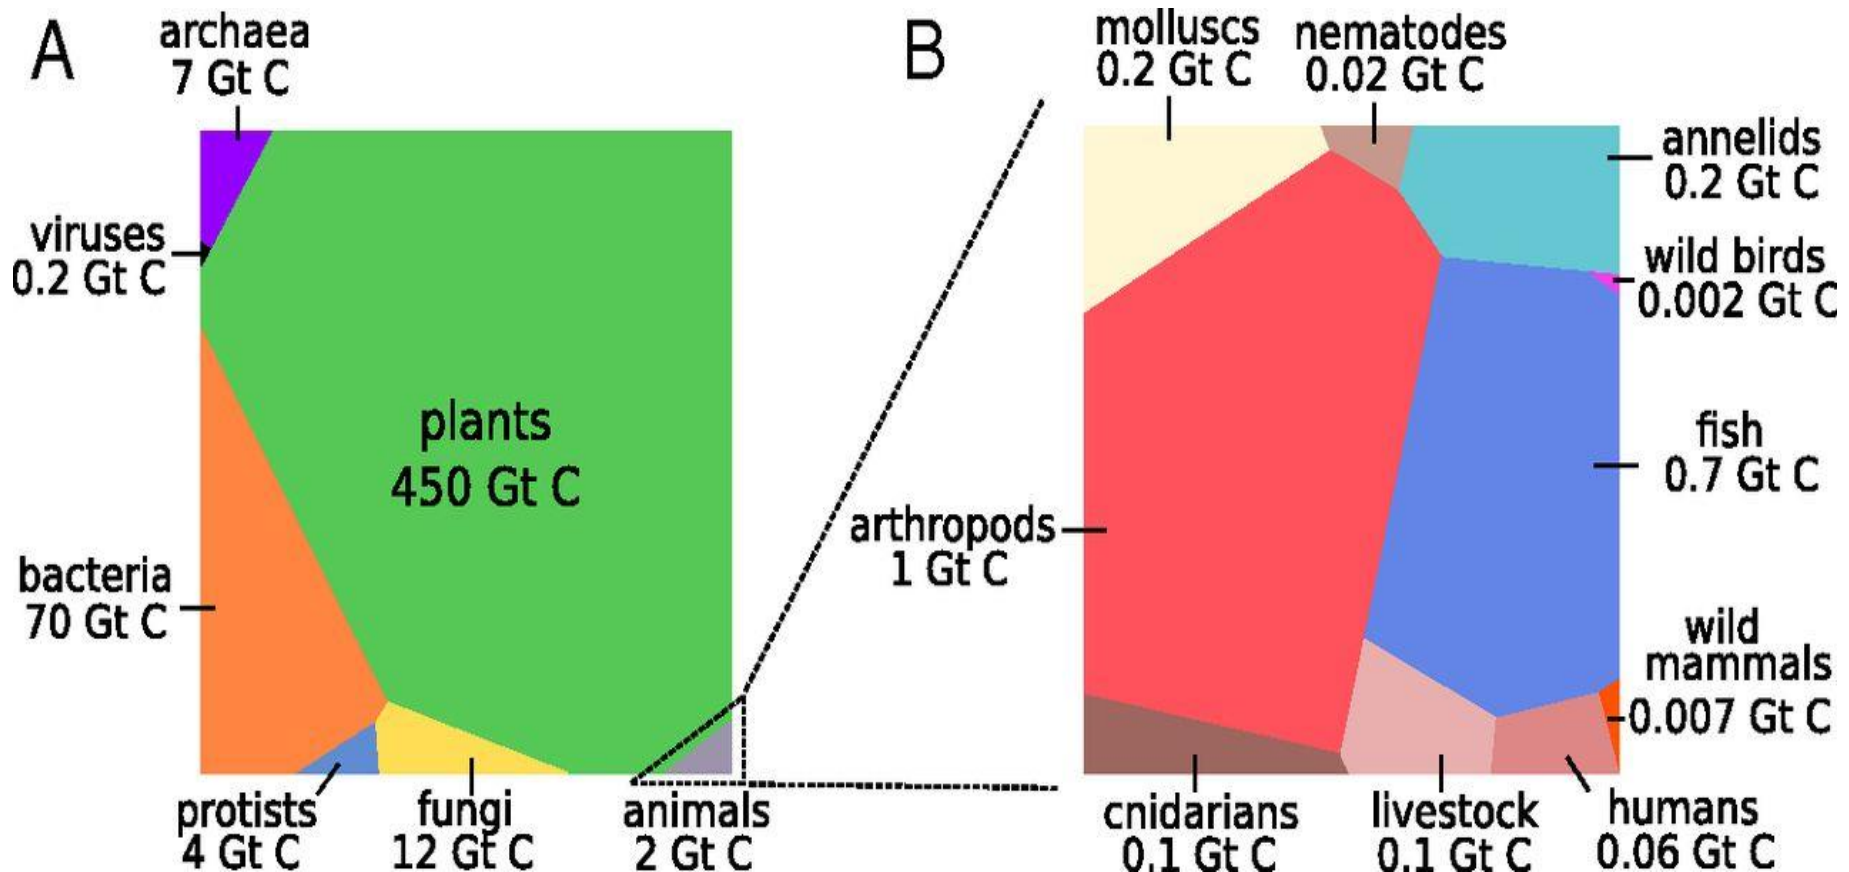 A
archaea
7 Gt C
viruses
0.2 Gt C
plants
450 Gt C
bacteria
70 Gt C
protists
4 Gt C
fungi
12 Gt C
animals
2 Gt C
B
molluscs
0.2 Gt C
nematodes
0.02 Gt C
annelids
0.2 Gt C
wild birds
0.002 Gt C
fish
0.7 Gt C
arthropods
1 Gt C
wild
mammals
0.007 Gt C
cnidarians
0.1 Gt C
livestock
0.1 Gt C
humans
0.06 Gt C